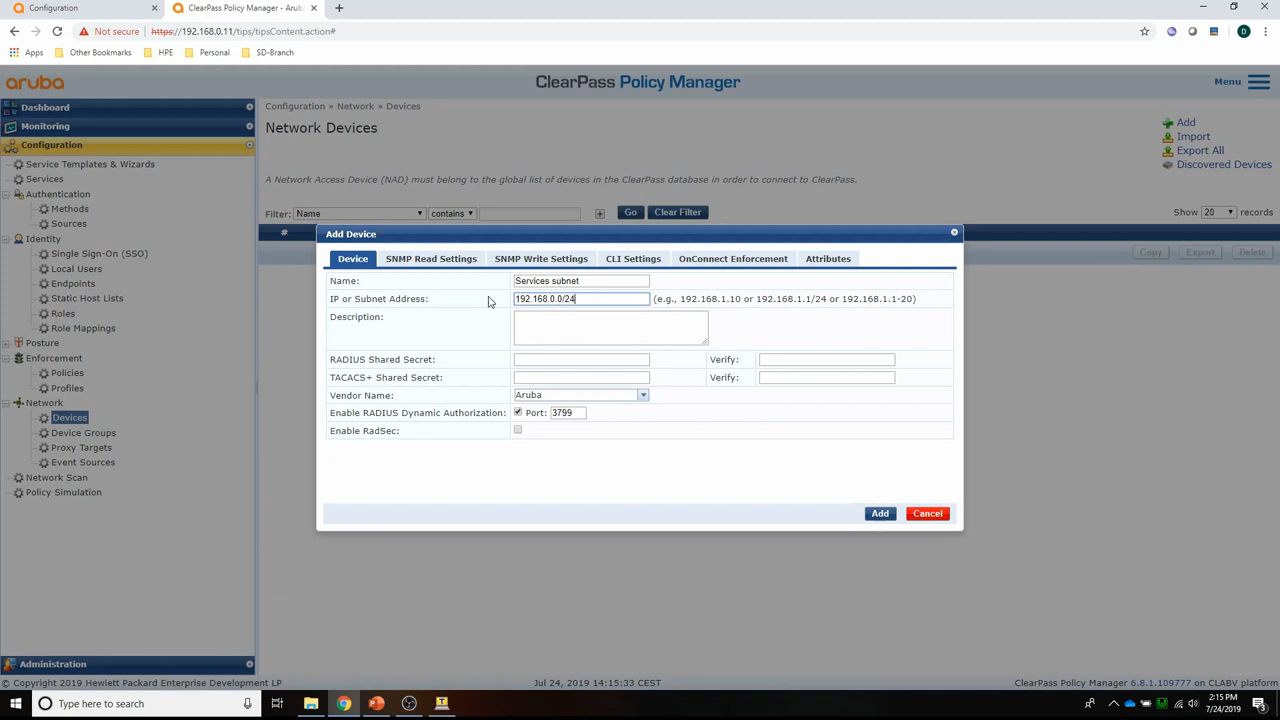 Configuration
ClearPass Policy Manager - Aruba
Not secure https://192.168.0.11/tips/tipsContent.action#
D
Apps Other Bookmarks HPE Personal SD-Branch
aruba
ClearPass Policy Manager
Menu
Dashboard
Monitoring
Configuration
Service Templates & Wizards
Services
Authentication
Methods
Sources
Identity
Single Sign-On (SSO)
Local Users
Endpoints
Static Host Lists
Roles
Role Mappings
Posture
Enforcement
Policies
Profiles
Network
Devices
Device Groups
Proxy Targets
Event Sources
Network Scan
Policy Simulation
Administration
Configuration » Network » Devices
Network Devices
Add
Import
Export All
Discovered Devices
A Network Access Device (NAD) must belong to the global list of devices in the ClearPass database in order to connect to ClearPass.
Filter: Name contains Go Clear Filter Show 20 records
#
Copy Export Delete
Add Device
Device SNMP Read Settings SNMP Write Settings CLI Settings OnConnect Enforcement Attributes
Name: Services subnet
IP or Subnet Address: 192.168.0.0/24 (e.g., 192.168.1.10 or 192.168.1.1/24 or 192.168.1.1-20)
Description:
RADIUS Shared Secret: Verify:
TACACS+ Shared Secret: Verify:
Vendor Name: Aruba
Enable RADIUS Dynamic Authorization: Port: 3799
Enable RadSec:
Add Cancel
© Copyright 2019 Hewlett Packard Enterprise Development LP
Jul 24, 2019 14:15:33 CEST
ClearPass Policy Manager 6.8.1.109777 on CLABV platform
Type here to search
2:15 PM
7/24/2019